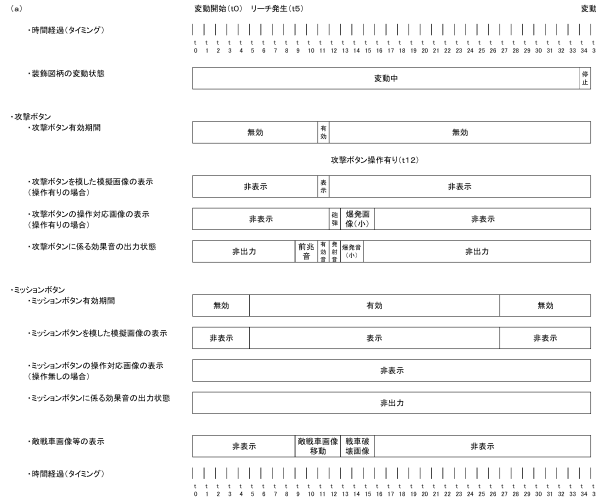 (a)
変動開始(t0) リーチ発生(t5) 変動
・時間経過(タイミング)
t t t t t t t t t t t t t t t t t t t t t t t t t t t t t t t t t t t t
0 1 2 3 4 5 6 7 8 9 10 11 12 13 14 15 16 17 18 19 20 21 22 23 24 25 26 27 28 29 30 31 32 33 34 3
・装飾図柄の変動状態 変動中 停止
・攻撃ボタン
・攻撃ボタン有効期間 無効 有効 無効
攻撃ボタン操作有り(t12)
・攻撃ボタンを模した模擬画像の表示
(操作有りの場合) 非表示 表示 非表示
・攻撃ボタンの操作対応画像の表示
(操作有りの場合) 非表示 砲弾 爆発画像(小) 非表示
・攻撃ボタンに係る効果音の出力状態 非出力 前兆音 有効音 発射音 爆発音(小) 非出力
・ミッションボタン
・ミッションボタン有効期間 無効 有効 無効
・ミッションボタンを模した模擬画像の表示 非表示 表示 非表示
・ミッションボタンの操作対応画像の表示
(操作無しの場合) 非表示
・ミッションボタンに係る効果音の出力状態 非出力
・敵戦車画像等の表示 非表示 敵戦車画像移動 戦車破壊画像 非表示
・時間経過(タイミング)
t t t t t t t t t t t t t t t t t t t t t t t t t t t t t t t t t t t t
0 1 2 3 4 5 6 7 8 9 10 11 12 13 14 15 16 17 18 19 20 21 22 23 24 25 26 27 28 29 30 31 32 33 34 3